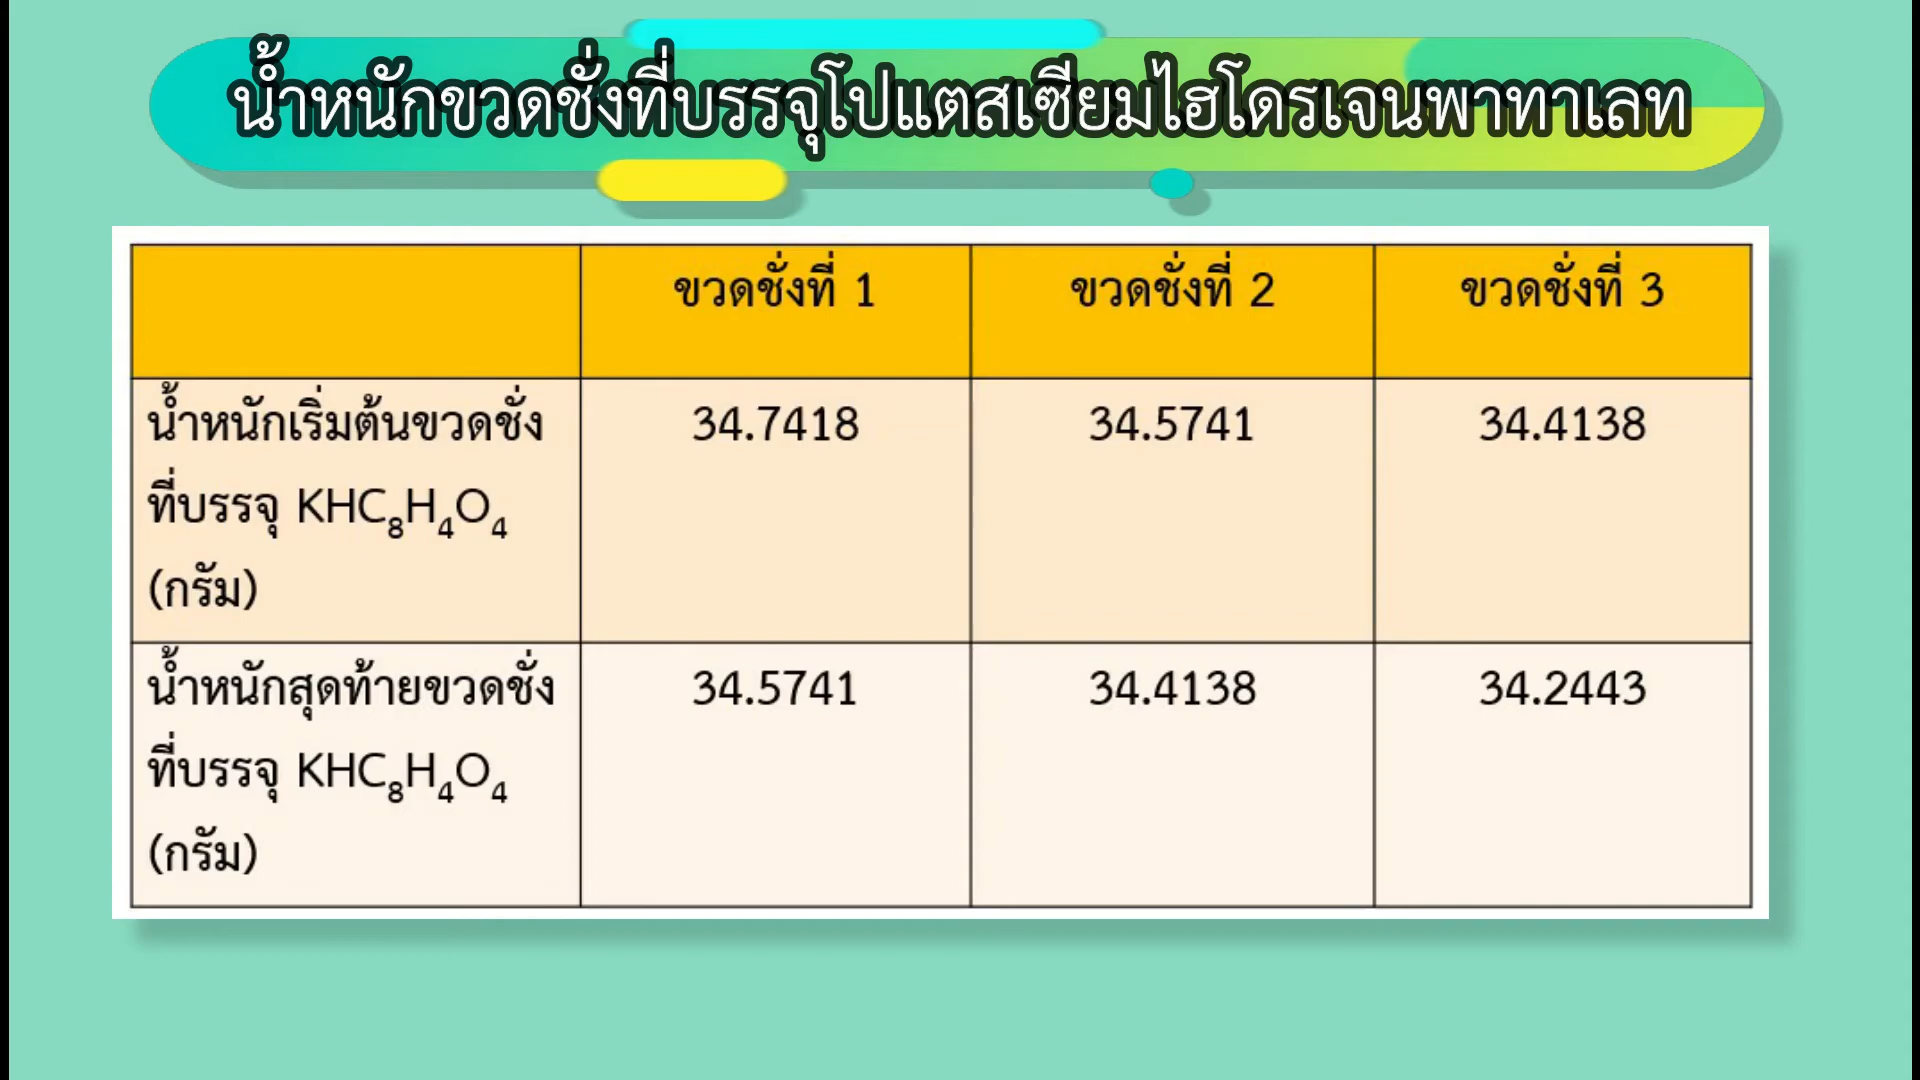 น้ำหนักขวดชั่งที่บรรจุโปแตสเซียมไฮโดรเจนพาทาเลท
ขวดชั่งที่ 1 ขวดชั่งที่ 2 ขวดชั่งที่ 3
น้ำหนักเริ่มต้นขวดชั่ง 34.7418 34.5741 34.4138
ที่บรรจุ KHC₈H₄O₄
(กรัม)
น้ำหนักสุดท้ายขวดชั่ง 34.5741 34.4138 34.2443
ที่บรรจุ KHC₈H₄O₄
(กรัม)